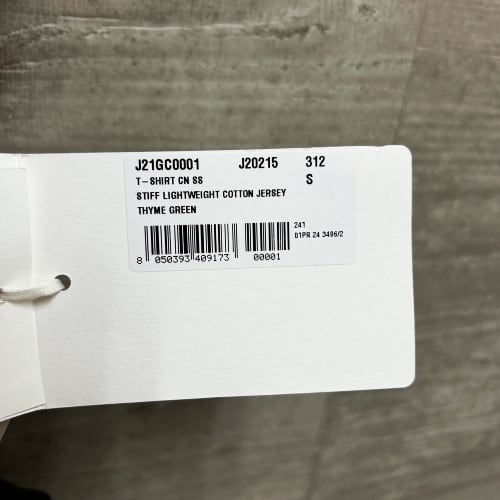 J21GC0001 J20215 312
T-SHIRT CN SS S
STIFF LIGHTWEIGHT COTTON JERSEY
THYME GREEN
241
01PR 24 3496/2
8 050393 409173 00001